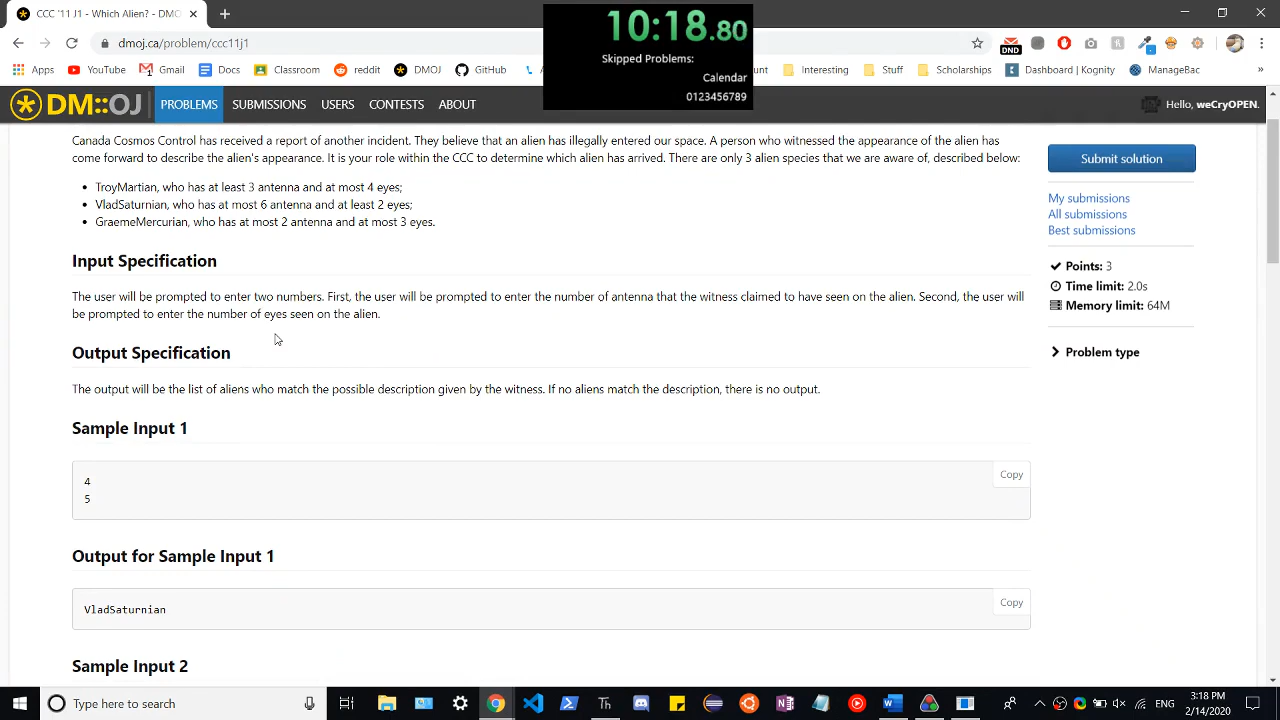 CCC '11 J1 - Which Alien? - DMO
10:18.80
Skipped Problems:
Calendar
0123456789
dmoj.ca/problem/ccc11j1
DND
Apps
YouTube
Gmail
Docs
Classroom
reddit
DMOJ
GitHub
Interesting
Stuff
Scholarships
Dashboard | Kognity
ManageBac
DM::OJ
PROBLEMS
SUBMISSIONS
USERS
CONTESTS
ABOUT
Hello, weCryOPEN.
Canada Cosmos Control has received a report of another incident. They believe that an alien has illegally entered our space. A person who witnessed the appearance of the alien has
come forward to describe the alien's appearance. It is your role within the CCC to determine which alien has arrived. There are only 3 alien species that we are aware of, described below:
TroyMartian, who has at least 3 antenna and at most 4 eyes;
VladSaturnian, who has at most 6 antenna and at least 2 eyes;
GraemeMercurian, who has at most 2 antenna and at most 3 eyes.
Input Specification
The user will be prompted to enter two numbers. First, the user will be prompted to enter the number of antenna that the witness claimed to have seen on the alien. Second, the user will
be prompted to enter the number of eyes seen on the alien.
Output Specification
The output will be the list of aliens who match the possible description given by the witness. If no aliens match the description, there is no output.
Sample Input 1
Copy
4
5
Output for Sample Input 1
Copy
VladSaturnian
Sample Input 2
Submit solution
My submissions
All submissions
Best submissions
Points: 3
Time limit: 2.0s
Memory limit: 64M
Problem type
Type here to search
Th
ENG
3:18 PM
2/14/2020